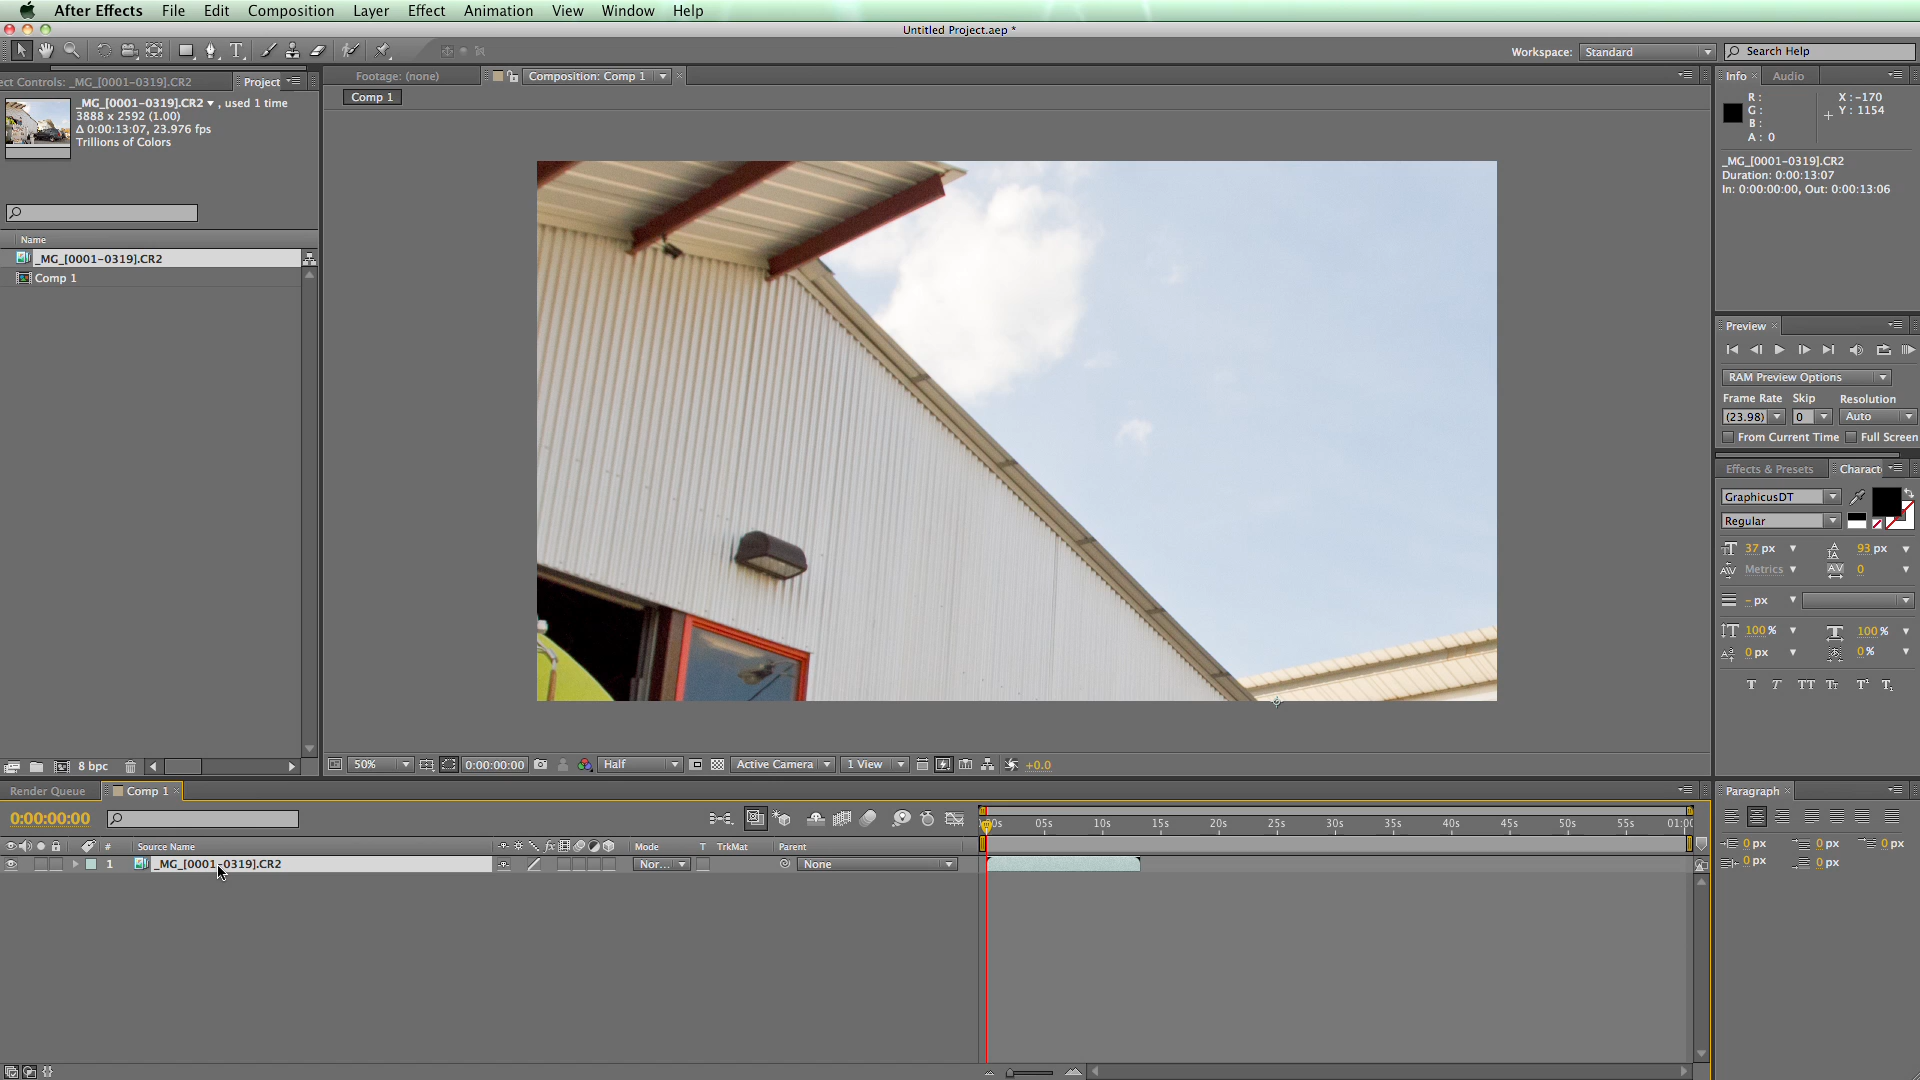 After Effects File Edit Composition Layer Effect Animation View Window Help
Untitled Project.aep *
Workspace: Standard Search Help
ect Controls: _MG_[0001-0319].CR2 Project
_MG_[0001-0319].CR2 , used 1 time
3888 x 2592 (1.00)
Δ 0:00:13:07, 23.976 fps
Trillions of Colors
Name
_MG_[0001-0319].CR2
Comp 1
8 bpc
Footage: (none) Composition: Comp 1
Comp 1
50% 0:00:00:00 Half Active Camera 1 View +0.0
Info Audio
R : X : -170
G : Y : 1154
B :
A : 0
_MG_[0001-0319].CR2
Duration: 0:00:13:07
In: 0:00:00:00, Out: 0:00:13:06
Preview
RAM Preview Options
Frame Rate Skip Resolution
(23.98) 0 Auto
From Current Time Full Screen
Effects & Presets Charact
GraphicusDT
Regular
37 px 93 px
Metrics 0
- px
100 % 100 %
0 px 0 %
T T TT Tt T¹ T₁
Render Queue Comp 1
0:00:00:00
# Source Name Mode T TrkMat Parent
1 _MG_[0001-0319].CR2 Nor... None
00s 05s 10s 15s 20s 25s 30s 35s 40s 45s 50s 55s 01:00
Paragraph
0 px 0 px 0 px
0 px 0 px